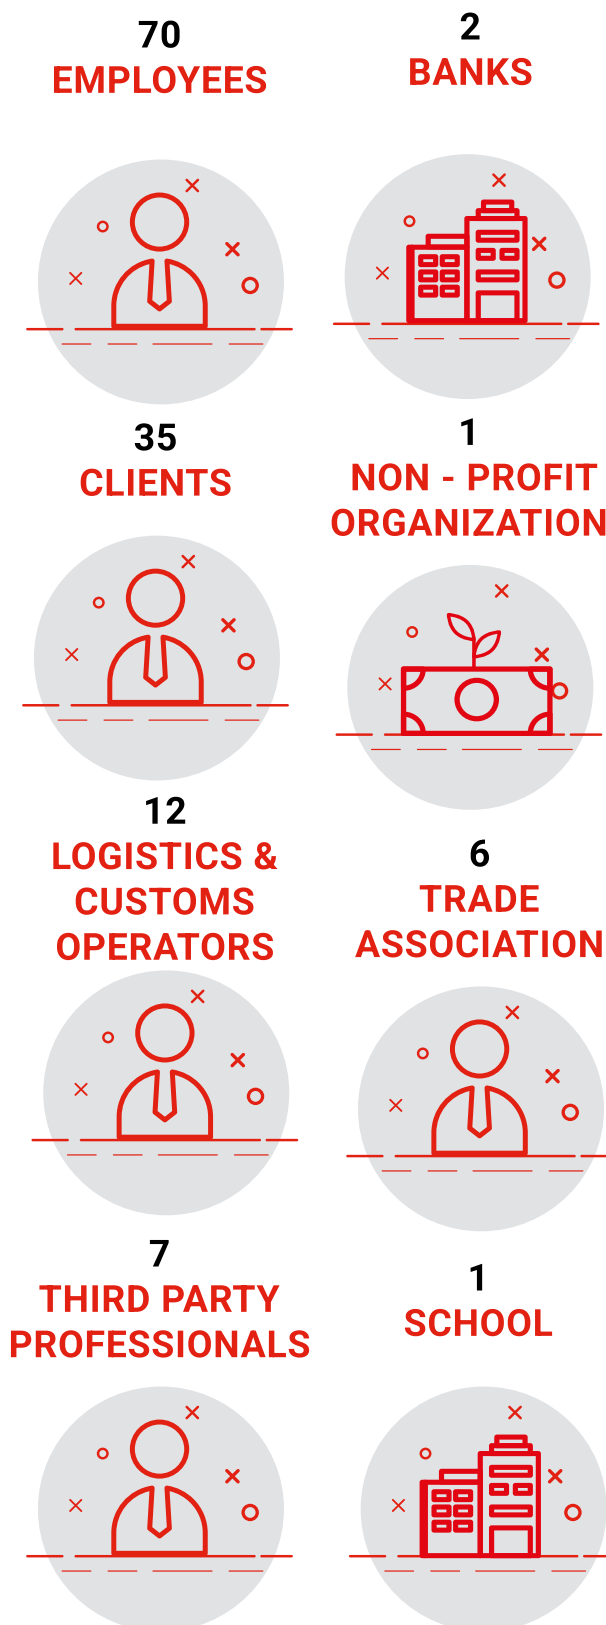 70
EMPLOYEES
2
BANKS
35
CLIENTS
1
NON - PROFIT
ORGANIZATION
12
LOGISTICS &
CUSTOMS
OPERATORS
6
TRADE
ASSOCIATION
7
THIRD PARTY
PROFESSIONALS
1
SCHOOL